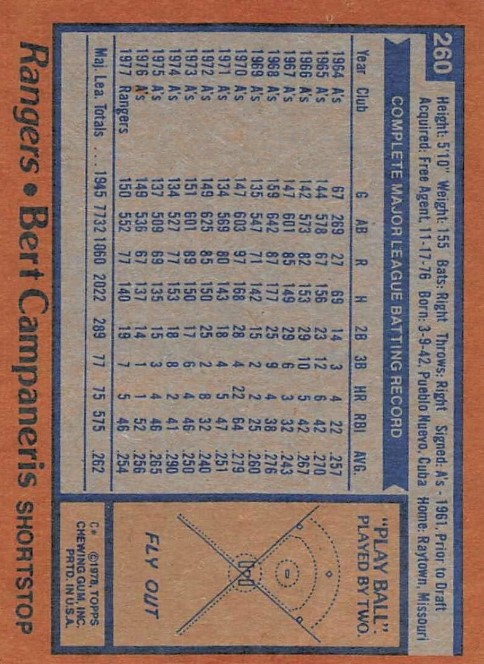 260
Height: 5'10" Weight: 155 Bats: Right Throws: Right Signed: A's - 1961, Prior to Draft
Acquired: Free Agent, 11-17-76 Born: 3-9-42, Pueblo Nuevo, Cuba Home: Raytown, Missouri
COMPLETE MAJOR LEAGUE BATTING RECORD
Year Club G AB R H 2B 3B HR RBI AVG.
1964 A's 67 269 27 69 14 3 4 22 .257
1965 A's 144 578 67 156 23 12 6 42 .270
1966 A's 142 573 82 153 29 10 5 42 .267
1967 A's 147 601 85 149 29 6 3 32 .243
1968 A's 159 642 87 177 25 9 4 38 .276
1969 A's 135 547 71 142 15 2 2 25 .260
1970 A's 147 603 97 168 28 4 22 64 .279
1971 A's 134 569 80 143 18 4 5 47 .251
1972 A's 149 625 85 150 25 2 8 32 .240
1973 A's 151 601 89 150 17 6 4 46 .250
1974 A's 134 527 77 153 18 8 2 41 .290
1975 A's 137 509 69 135 15 3 4 46 .265
1976 A's 149 536 67 137 14 1 1 52 .256
1977 Rangers 150 552 77 140 19 7 5 46 .254
Maj. Lea. Totals ... 1945 7732 1060 2022 289 77 75 575 .262
"PLAY BALL".
PLAYED BY TWO.
FLY OUT
C* ©1978, TOPPS
CHEWING GUM, INC.
PRTD. IN U.S.A.
Rangers • Bert Campaneris SHORTSTOP